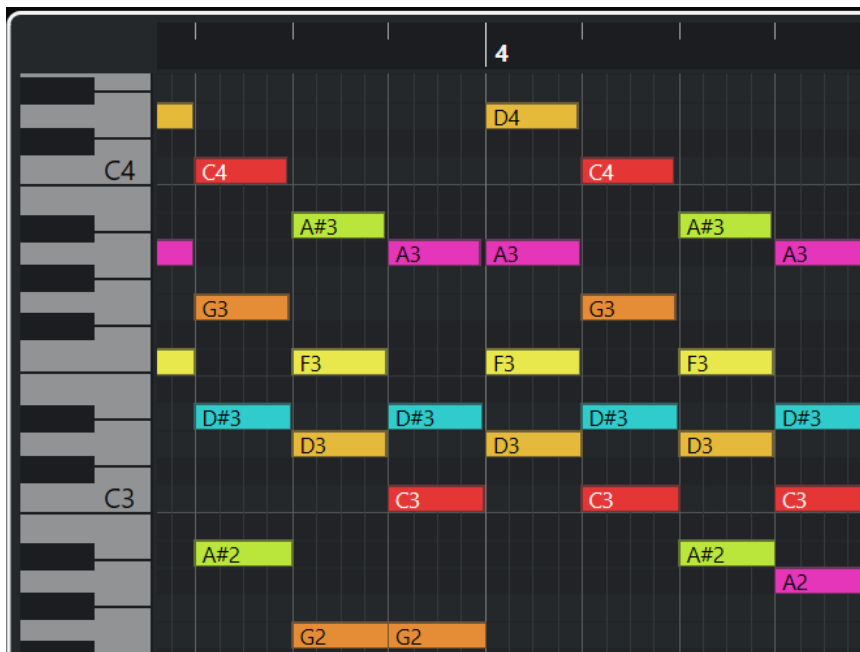 4
D4
C4 C4 C4
A#3 A#3
A3 A3 A3
G3 G3
F3 F3 F3
D#3 D#3 D#3 D#3
D3 D3 D3
C3 C3 C3 C3
A#2 A#2
A2
G2 G2